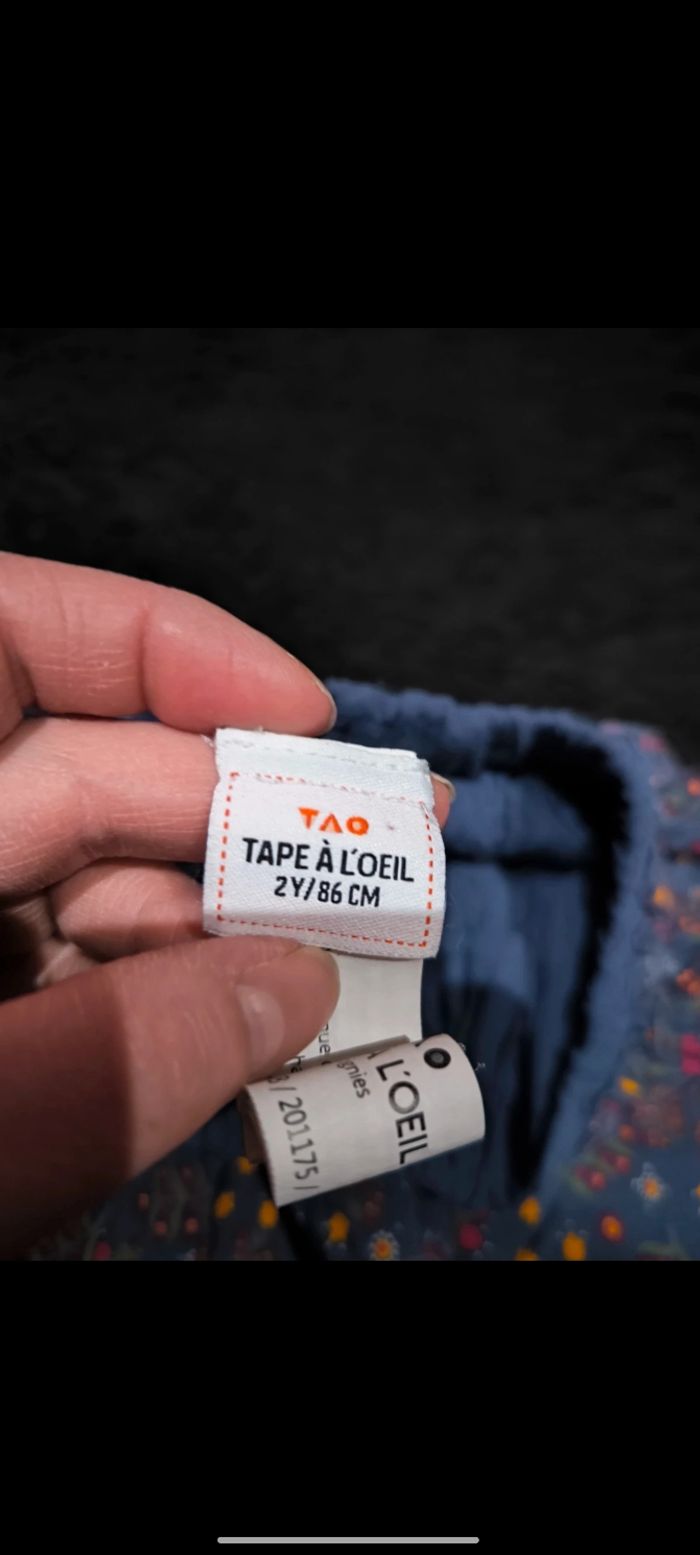 TAO
TAPE À L'OEIL
2Y/86 CM
L'OEIL
gnies
/ 201175 /